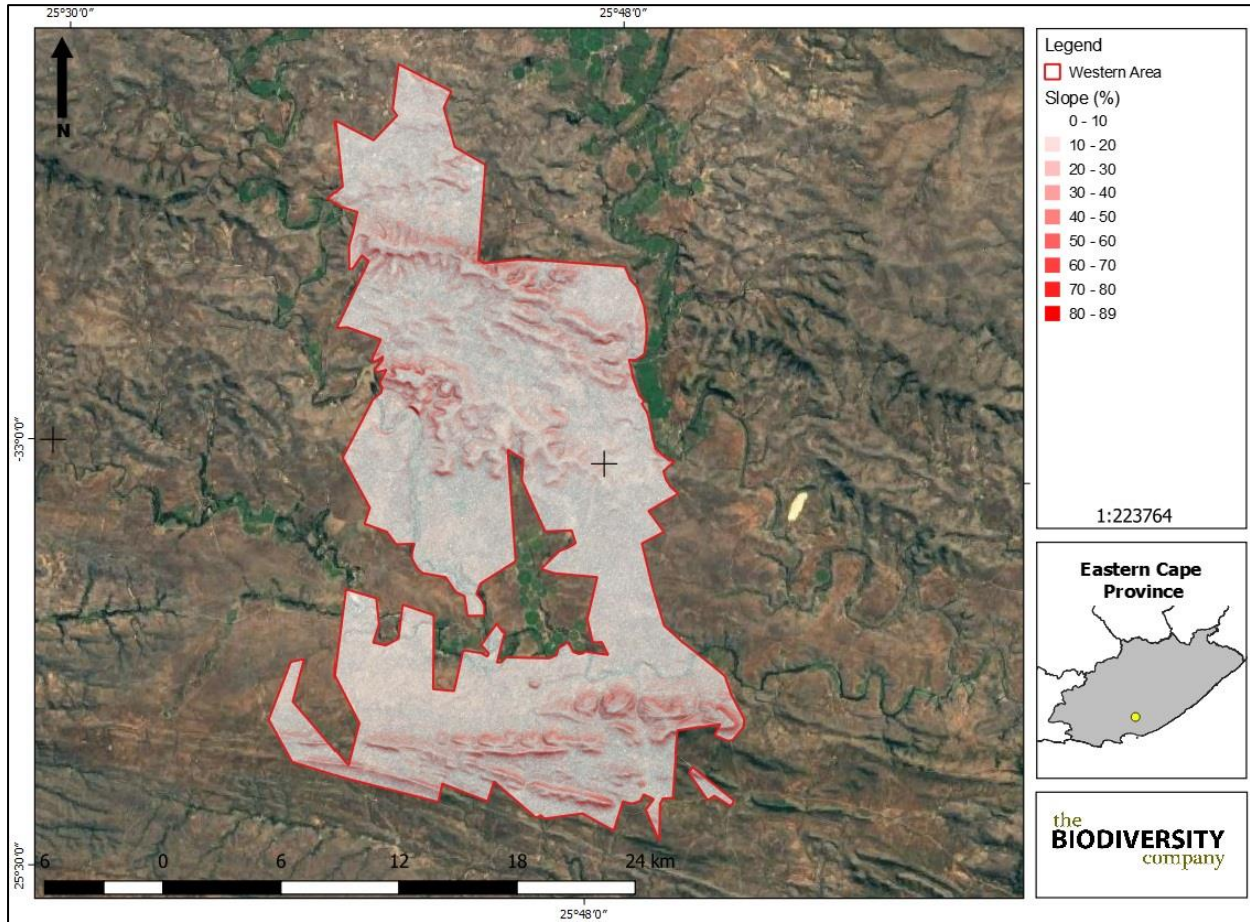 25°30'0"
25°48'0"
N
-33°0'0"
25°30'0"
6 0 6 12 18 24 km
25°48'0"
Legend
Western Area
Slope (%)
0 - 10
10 - 20
20 - 30
30 - 40
40 - 50
50 - 60
60 - 70
70 - 80
80 - 89
1:223764
Eastern Cape
Province
the
BIODIVERSITY
company